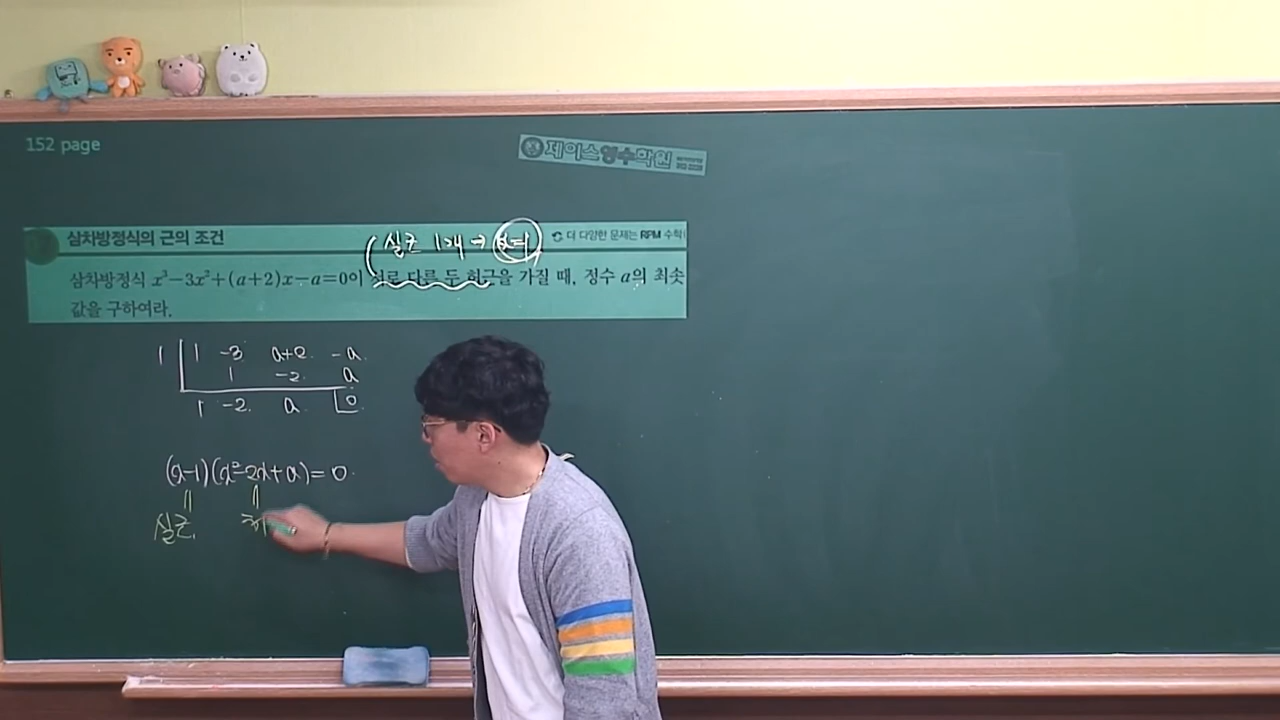 152 page
제이스영수학원
삼차방정식의 근의 조건
(실근 1개 → x=1)
더 다양한 문제는 RPM 수학
삼차방정식 x³-3x²+(a+2)x-a=0이 서로 다른 두 허근을 가질 때, 정수 a의 최솟
값을 구하여라.
1 1 -3 a+2 -a
1 -2 a
1 -2 a 0
(x-1)(x²-2x+a)=0
실근 허